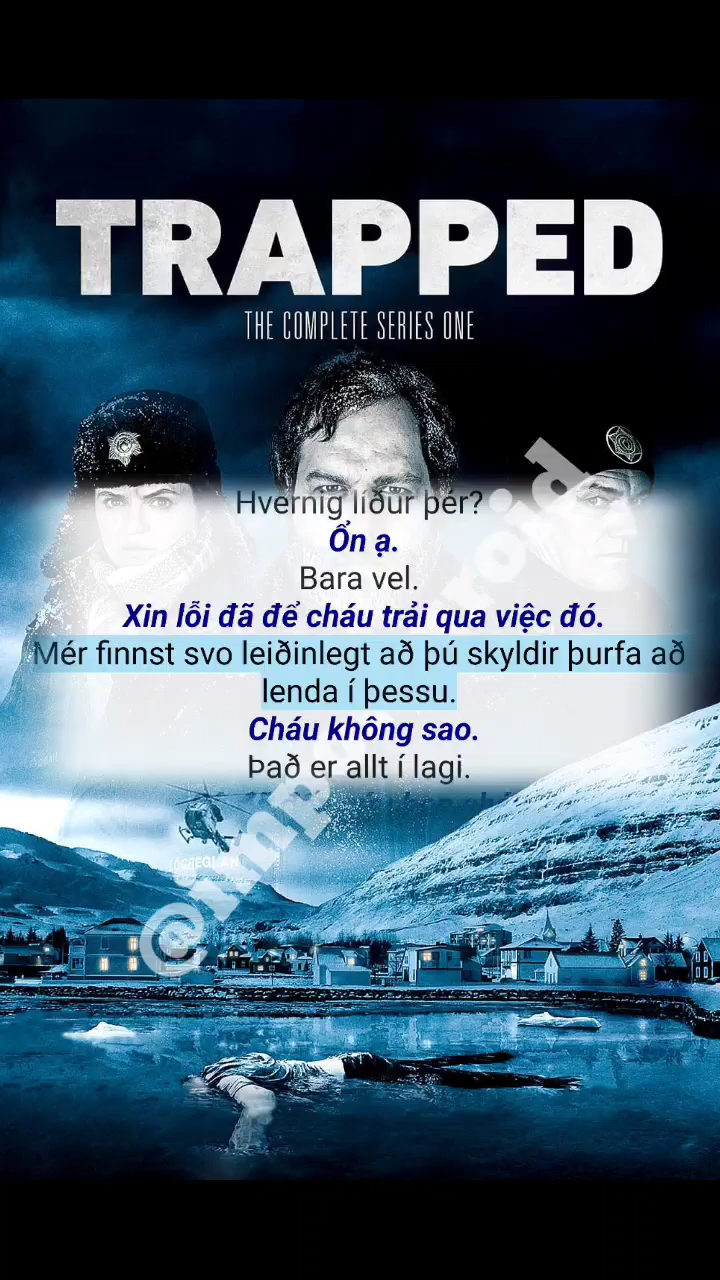 TRAPPED
THE COMPLETE SERIES ONE
Hvernig líður þér?
Ổn ạ.
Bara vel.
Xin lỗi đã để cháu trải qua việc đó.
Mér finnst svo leiðinlegt að þú skyldir þurfa að
lenda í þessu.
Cháu không sao.
Það er allt í lagi.
LÖGREGLAN